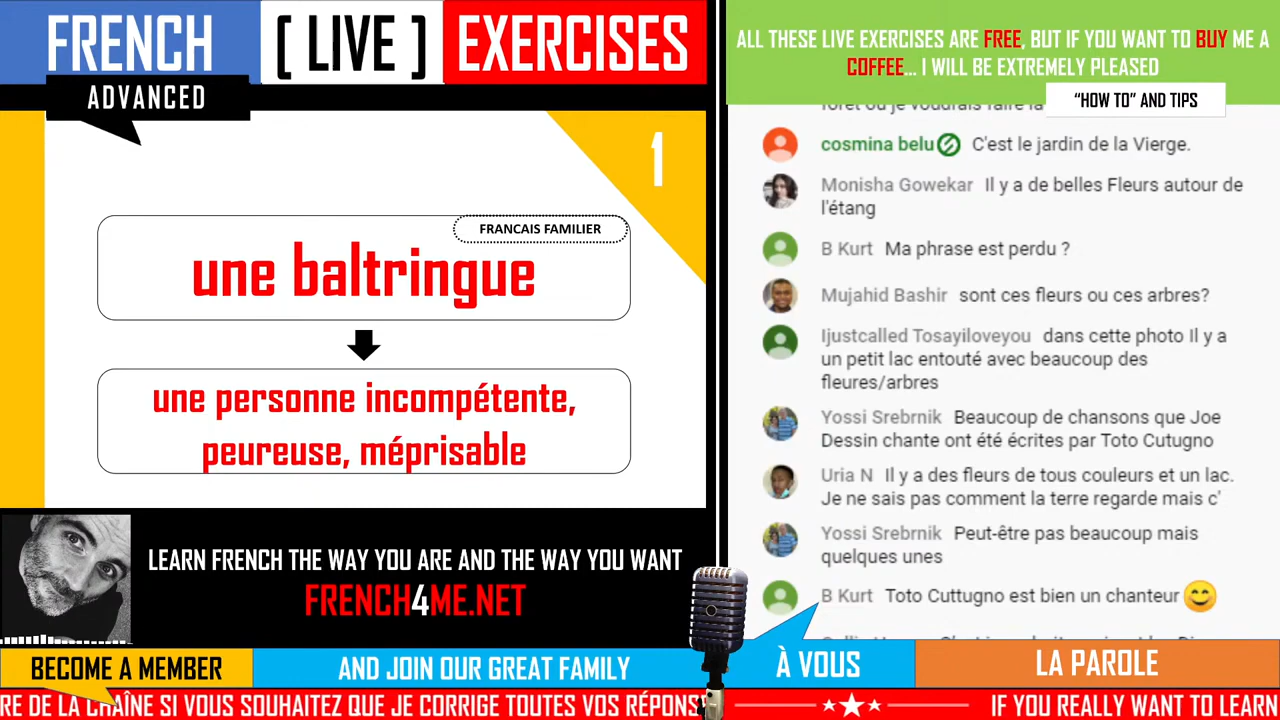 FRENCH
[ LIVE ]
EXERCISES
ADVANCED
1
FRANCAIS FAMILIER
une baltringue
une personne incompétente,
peureuse, méprisable
LEARN FRENCH THE WAY YOU ARE AND THE WAY YOU WANT
FRENCH4ME.NET
BECOME A MEMBER
AND JOIN OUR GREAT FAMILY
ALL THESE LIVE EXERCISES ARE FREE, BUT IF YOU WANT TO BUY ME A
COFFEE... I WILL BE EXTREMELY PLEASED
"HOW TO" AND TIPS
cosmina belu C'est le jardin de la Vierge.
Monisha Gowekar Il y a de belles Fleurs autour de
l'étang
B Kurt Ma phrase est perdu ?
Mujahid Bashir sont ces fleurs ou ces arbres?
Ijustcalled Tosayiloveyou dans cette photo Il y a
un petit lac entouté avec beaucoup des
fleures/arbres
Yossi Srebrnik Beaucoup de chansons que Joe
Dessin chante ont été écrites par Toto Cutugno
Uria N Il y a des fleurs de tous couleurs et un lac.
Je ne sais pas comment la terre regarde mais c'
Yossi Srebrnik Peut-être pas beaucoup mais
quelques unes
B Kurt Toto Cuttugno est bien un chanteur
À VOUS
LA PAROLE
RE DE LA CHAÎNE SI VOUS SOUHAITEZ QUE JE CORRIGE TOUTES VOS RÉPONS
IF YOU REALLY WANT TO LEARN